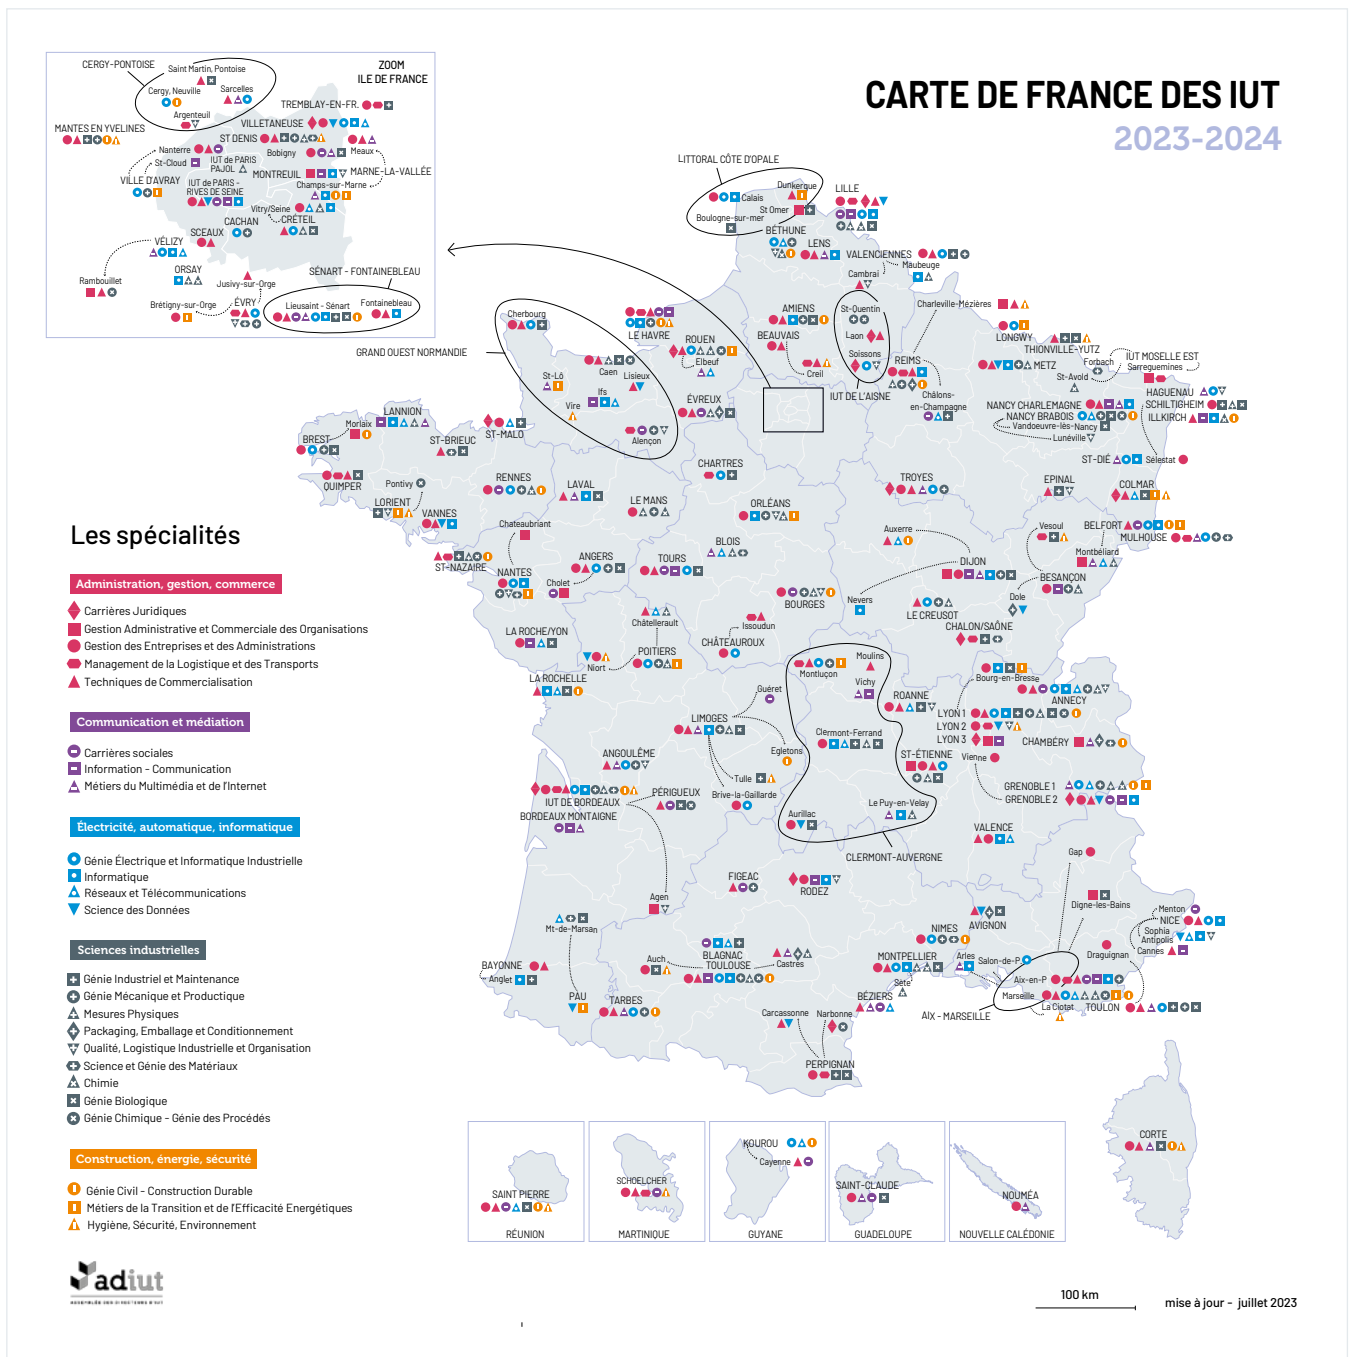 CARTE DE FRANCE DES IUT
2023-2024
ZOOM
ILE DE FRANCE
CERGY-PONTOISE
Saint Martin, Pontoise
Cergy, Neuville
Sarcelles
Argenteuil
TREMBLAY-EN-FR.
VILLETANEUSE
MANTES EN YVELINES
ST DENIS
Nanterre
Bobigny
Meaux
St-Cloud
IUT de PARIS
PAJOL
MONTREUIL
MARNE-LA-VALLÉE
VILLE D'AVRAY
IUT de PARIS -
RIVES DE SEINE
Champs-sur-Marne
Vitry/Seine
CACHAN
CRÉTEIL
SCEAUX
VÉLIZY
ORSAY
Rambouillet
Jusivy-sur-Orge
SÉNART - FONTAINEBLEAU
Brétigny-sur-Orge
ÉVRY
Lieusaint - Sénart
Fontainebleau
LITTORAL CÔTE D'OPALE
Dunkerque
Calais
St Omer
Boulogne-sur-mer
LILLE
BÉTHUNE
LENS
VALENCIENNES
Maubeuge
Cambrai
Charleville-Mézières
AMIENS
St-Quentin
BEAUVAIS
Laon
Soissons
Creil
IUT DE L'AISNE
REIMS
Châlons-
en-Champagne
LONGWY
THIONVILLE-YUTZ
METZ
Forbach
St-Avoid
IUT MOSELLE EST
Sarreguemines
HAGUENAU
SCHILTIGHEIM
ILLKIRCH
NANCY CHARLEMAGNE
NANCY BRABOIS
Vandoeuvre-lès-Nancy
Lunéville
ST-DIÉ
Sélestat
EPINAL
COLMAR
TROYES
Cherbourg
GRAND OUEST NORMANDIE
LE HAVRE
ROUEN
Elbeuf
Caen
St-Lô
Lisieux
Ifs
Vire
Alençon
ÉVREUX
LANNION
Morlaix
BREST
ST-BRIEUC
ST-MALO
QUIMPER
Pontivy
LORIENT
VANNES
RENNES
LAVAL
LE MANS
CHARTRES
ORLÉANS
Chateaubriant
ST-NAZAIRE
NANTES
ANGERS
Cholet
TOURS
BLOIS
Auxerre
Vesoul
BELFORT
MULHOUSE
Montbéliard
DIJON
BESANÇON
Nevers
Dole
LE CREUSOT
CHALON/SAÔNE
BOURGES
Issoudun
CHÂTEAUROUX
Châtellerault
LA ROCHE/YON
Niort
POITIERS
LA ROCHELLE
Moulins
Montluçon
Vichy
Guéret
Bourg-en-Bresse
ANNECY
ROANNE
LYON 1
LYON 2
LYON 3
CHAMBÉRY
LIMOGES
Clermont-Ferrand
ST-ÉTIENNE
Vienne
Egletons
ANGOULÊME
Tulle
Brive-la-Gaillarde
PÉRIGUEUX
IUT DE BORDEAUX
BORDEAUX MONTAIGNE
Le Puy-en-Velay
Aurillac
GRENOBLE 1
GRENOBLE 2
VALENCE
CLERMONT-AUVERGNE
Gap
FIGEAC
RODEZ
Agen
Digne-les-Bains
Menton
NICE
Sophia
Antipolis
Cannes
AVIGNON
Mt-de-Marsan
NIMES
Draguignan
BLAGNAC
TOULOUSE
Castres
Auch
MONTPELLIER
Arles
Salon-de-P
Aix-en-P
BAYONNE
Anglet
Sète
Marseille
La Ciotat
TOULON
PAU
TARBES
BÉZIERS
AIX - MARSEILLE
Carcassonne
Narbonne
PERPIGNAN
CORTE
Les spécialités
Administration, gestion, commerce
Carrières Juridiques
Gestion Administrative et Commerciale des Organisations
Gestion des Entreprises et des Administrations
Management de la Logistique et des Transports
Techniques de Commercialisation
Communication et médiation
Carrières sociales
Information - Communication
Métiers du Multimédia et de l'Internet
Électricité, automatique, informatique
Génie Électrique et Informatique Industrielle
Informatique
Réseaux et Télécommunications
Science des Données
Sciences industrielles
Génie Industriel et Maintenance
Génie Mécanique et Productique
Mesures Physiques
Packaging, Emballage et Conditionnement
Qualité, Logistique Industrielle et Organisation
Science et Génie des Matériaux
Chimie
Génie Biologique
Génie Chimique - Génie des Procédés
Construction, énergie, sécurité
Génie Civil - Construction Durable
Métiers de la Transition et de l'Efficacité Energétiques
Hygiène, Sécurité, Environnement
adiut
ASSEMBLÉE DES DIRECTEURS D'IUT
SAINT PIERRE
RÉUNION
SCHOELCHER
MARTINIQUE
KOUROU
Cayenne
GUYANE
SAINT-CLAUDE
GUADELOUPE
NOUMÉA
NOUVELLE CALÉDONIE
100 km
mise à jour - juillet 2023